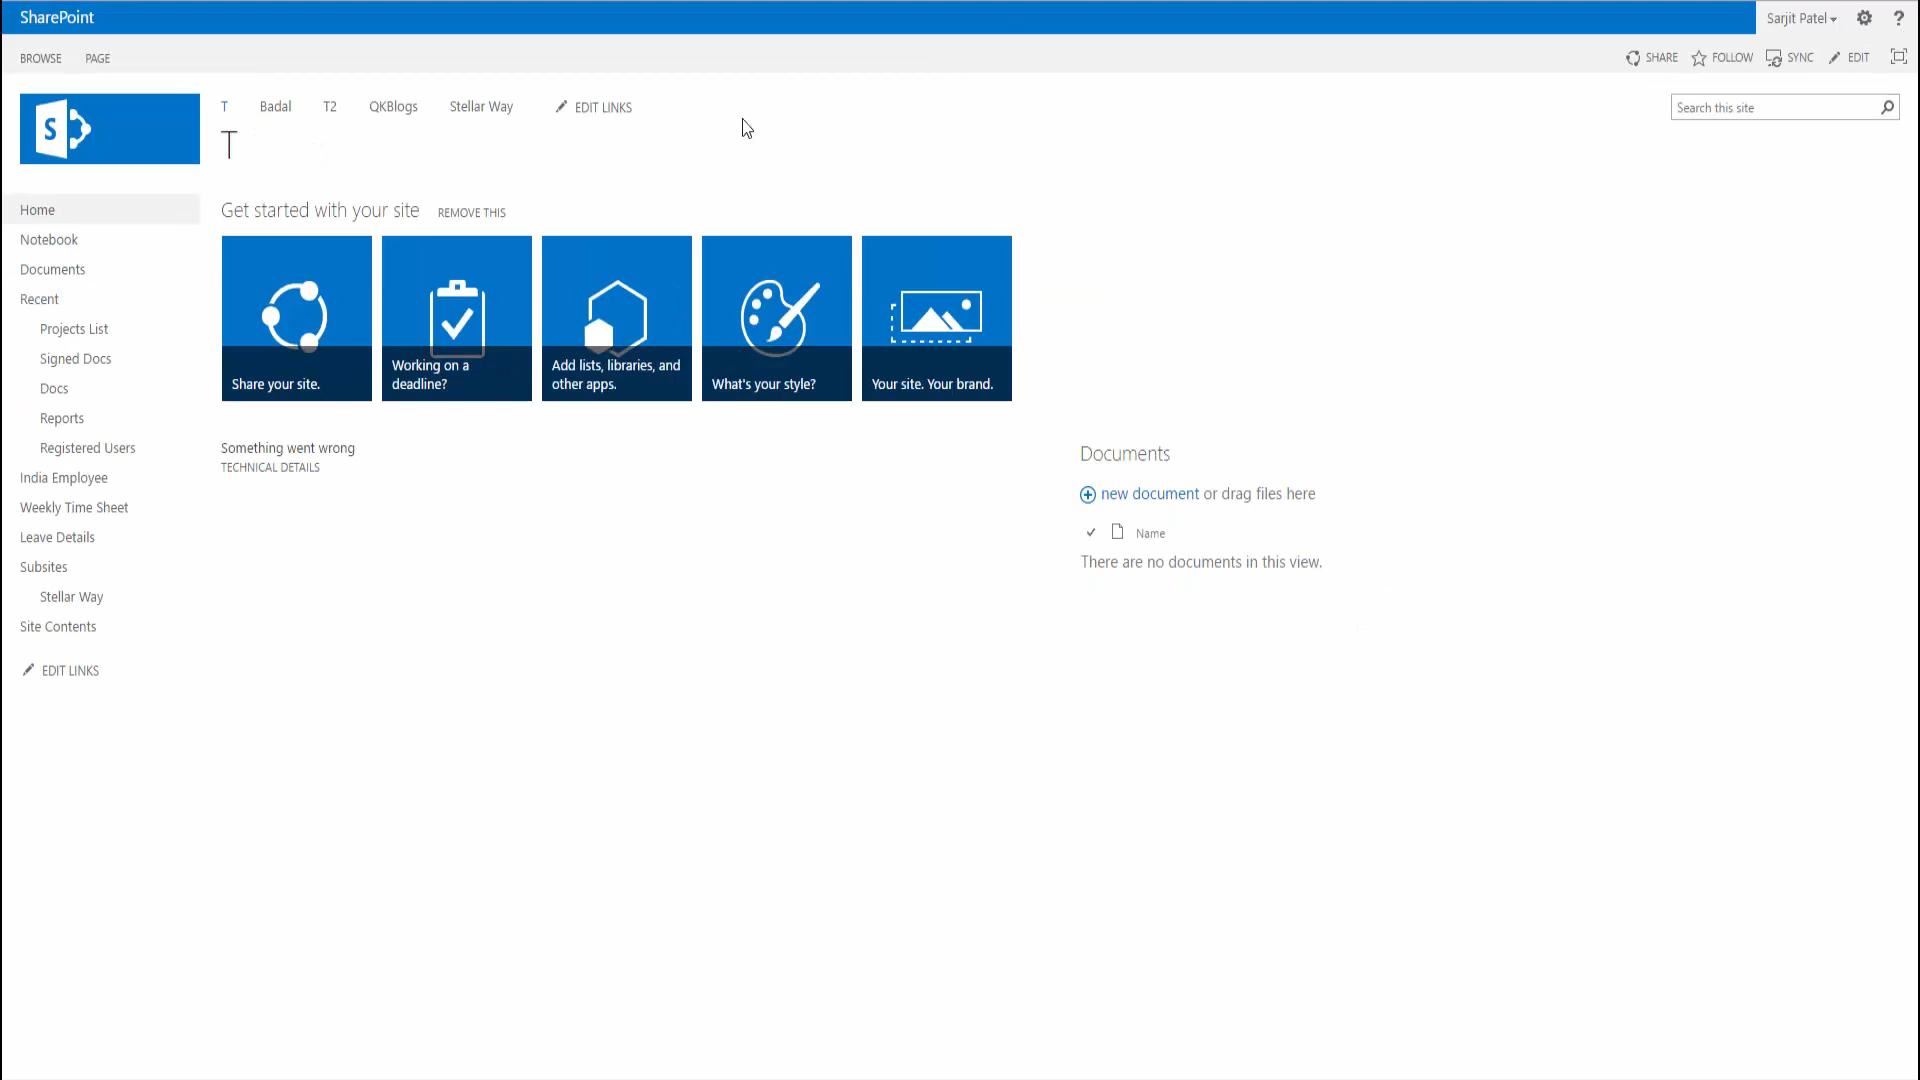 SharePoint
Sarjit Patel
?
BROWSE PAGE
SHARE FOLLOW SYNC EDIT
S
T Badal T2 QKBlogs Stellar Way EDIT LINKS
Search this site
T
Home
Notebook
Documents
Recent
Projects List
Signed Docs
Docs
Reports
Registered Users
India Employee
Weekly Time Sheet
Leave Details
Subsites
Stellar Way
Site Contents
EDIT LINKS
Get started with your site REMOVE THIS
Share your site.
Working on a
deadline?
Add lists, libraries, and
other apps.
What's your style?
Your site. Your brand.
Something went wrong
TECHNICAL DETAILS
Documents
new document or drag files here
Name
There are no documents in this view.